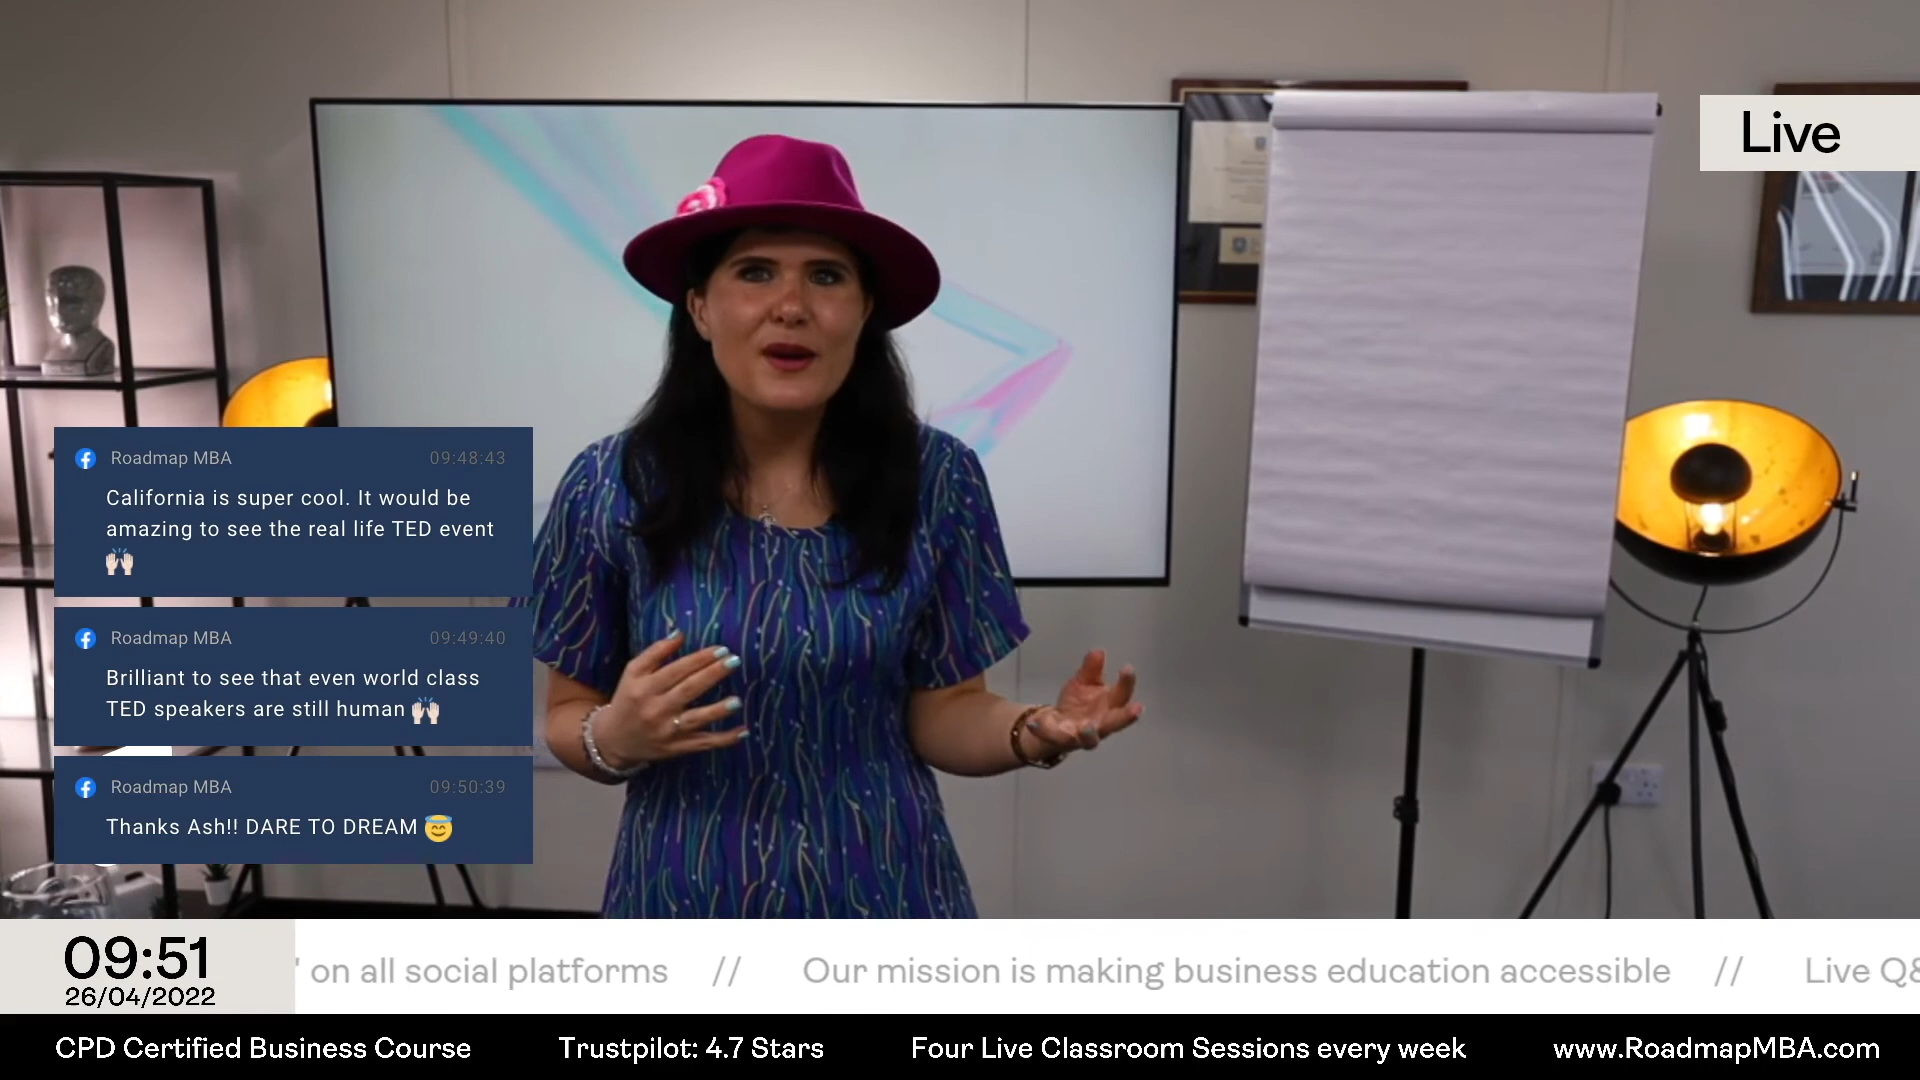 Live
Roadmap MBA 09:48:43
California is super cool. It would be
amazing to see the real life TED event
🙌🏻
Roadmap MBA 09:49:40
Brilliant to see that even world class
TED speakers are still human 🙌🏻
Roadmap MBA 09:50:39
Thanks Ash!! DARE TO DREAM 😇
09:51
26/04/2022
' on all social platforms // Our mission is making business education accessible // Live Q&
CPD Certified Business Course Trustpilot: 4.7 Stars Four Live Classroom Sessions every week www.RoadmapMBA.com